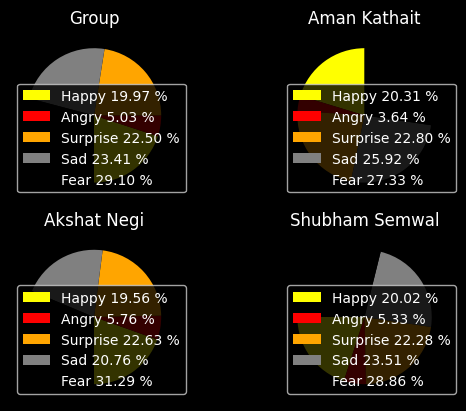 Group
Happy 19.97 %
Angry 5.03 %
Surprise 22.50 %
Sad 23.41 %
Fear 29.10 %
Aman Kathait
Happy 20.31 %
Angry 3.64 %
Surprise 22.80 %
Sad 25.92 %
Fear 27.33 %
Akshat Negi
Happy 19.56 %
Angry 5.76 %
Surprise 22.63 %
Sad 20.76 %
Fear 31.29 %
Shubham Semwal
Happy 20.02 %
Angry 5.33 %
Surprise 22.28 %
Sad 23.51 %
Fear 28.86 %